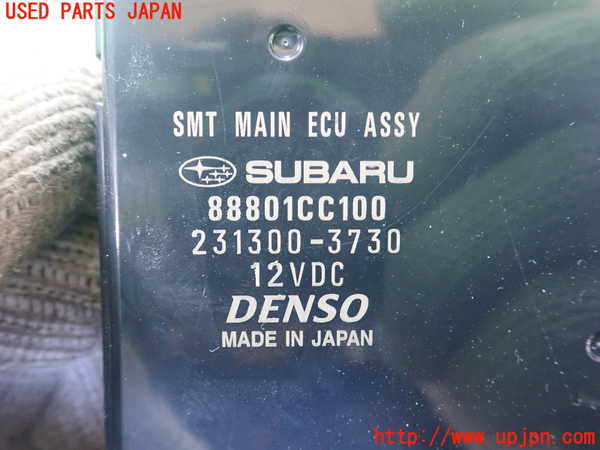 USED PARTS JAPAN
SMT MAIN ECU ASSY
SUBARU
88801CC100
231300-3730
12VDC
DENSO
MADE IN JAPAN
http://www.upjpn.com/